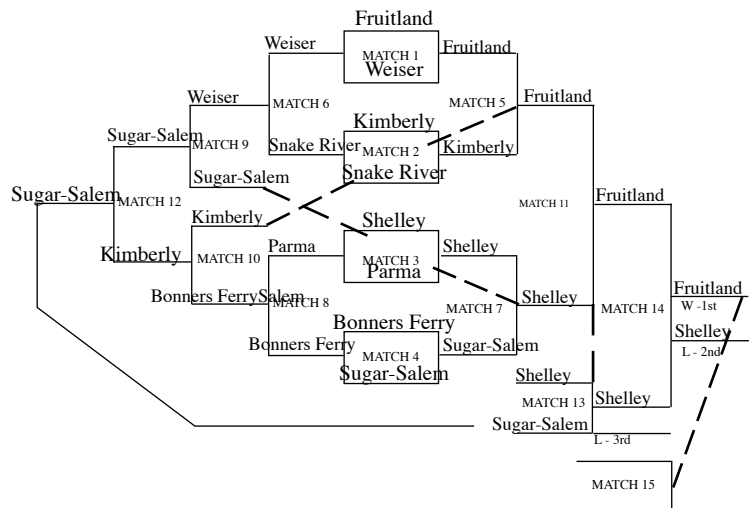 Fruitland
Weiser
MATCH 1
Fruitland
Weiser
Weiser
MATCH 6
MATCH 5
Fruitland
Kimberly
Sugar-Salem
MATCH 9
Snake River
MATCH 2
Kimberly
Snake River
Sugar-Salem
Sugar-Salem
MATCH 12
MATCH 11
Fruitland
Kimberly
Shelley
Kimberly
MATCH 10
Parma
MATCH 3
Shelley
Parma
Fruitland
W -1st
Bonners FerrySalem
MATCH 8
MATCH 7
Shelley
MATCH 14
Bonners Ferry
Shelley
L - 2nd
Bonners Ferry
MATCH 4
Sugar-Salem
Sugar-Salem
Shelley
MATCH 13
Shelley
Sugar-Salem
L - 3rd
MATCH 15